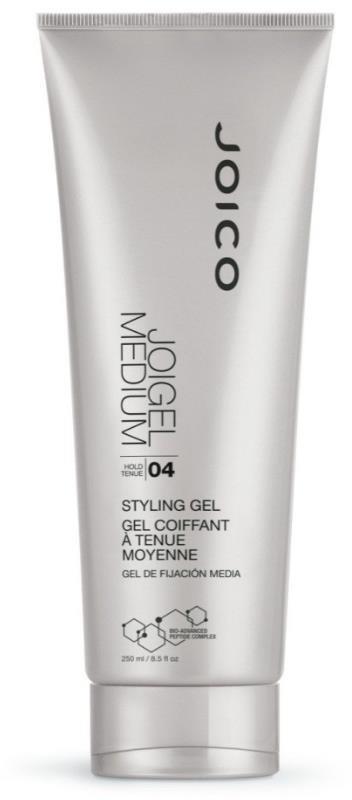 JOICO
JOIGEL
MEDIUM
HOLD
TENUE
04
STYLING GEL
GEL COIFFANT
À TENUE
MOYENNE
GEL DE FIJACIÓN MEDIA
BIO-ADVANCED
PEPTIDE COMPLEX
250 ml / 8.5 fl oz